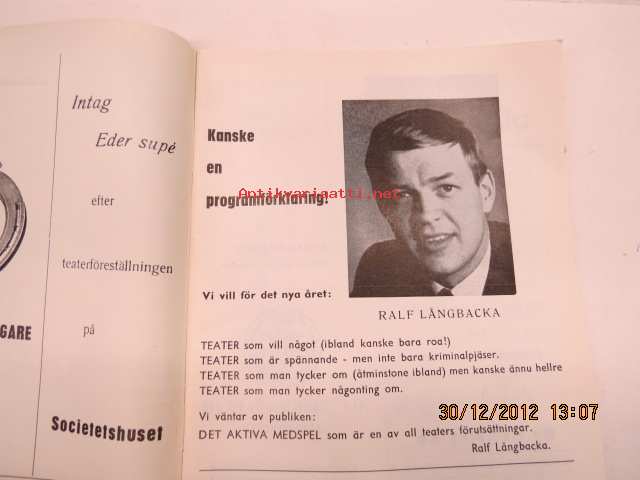 Intag
Eder supé
efter
teaterföreställningen
på
Societetshuset
GARE
Kanske
en
programförklaring!
Antikvariaatti.net
Vi vill för det nya året:
RALF LÅNGBACKA
TEATER som vill något (ibland kanske bara roa!)
TEATER som är spännande - men inte bara kriminalpjäser.
TEATER som man tycker om (åtminstone ibland) men kanske ännu hellre
TEATER som man tycker någonting om.
Vi väntar av publiken:
DET AKTIVA MEDSPEL som är en av all teaters förutsättningar.
Ralf Långbacka.
30/12/2012 13:07